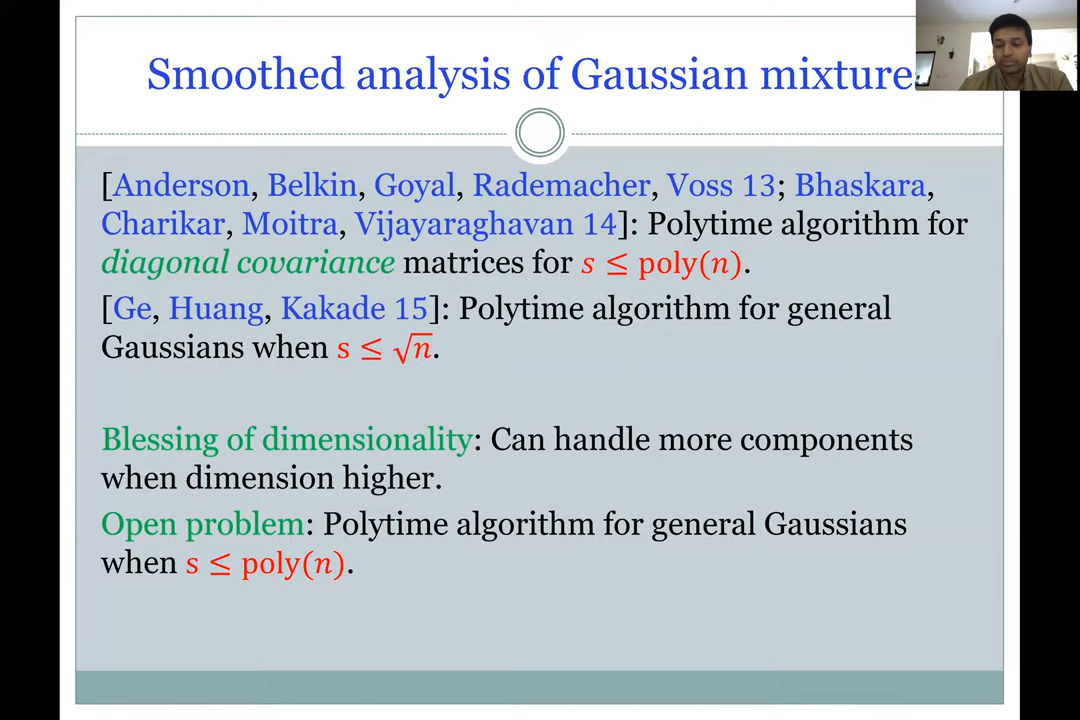 Smoothed analysis of Gaussian mixture
[Anderson, Belkin, Goyal, Rademacher, Voss 13; Bhaskara,
Charikar, Moitra, Vijayaraghavan 14]: Polytime algorithm for
diagonal covariance matrices for s ≤ poly(n).
[Ge, Huang, Kakade 15]: Polytime algorithm for general
Gaussians when s ≤ √n.
Blessing of dimensionality: Can handle more components
when dimension higher.
Open problem: Polytime algorithm for general Gaussians
when s ≤ poly(n).